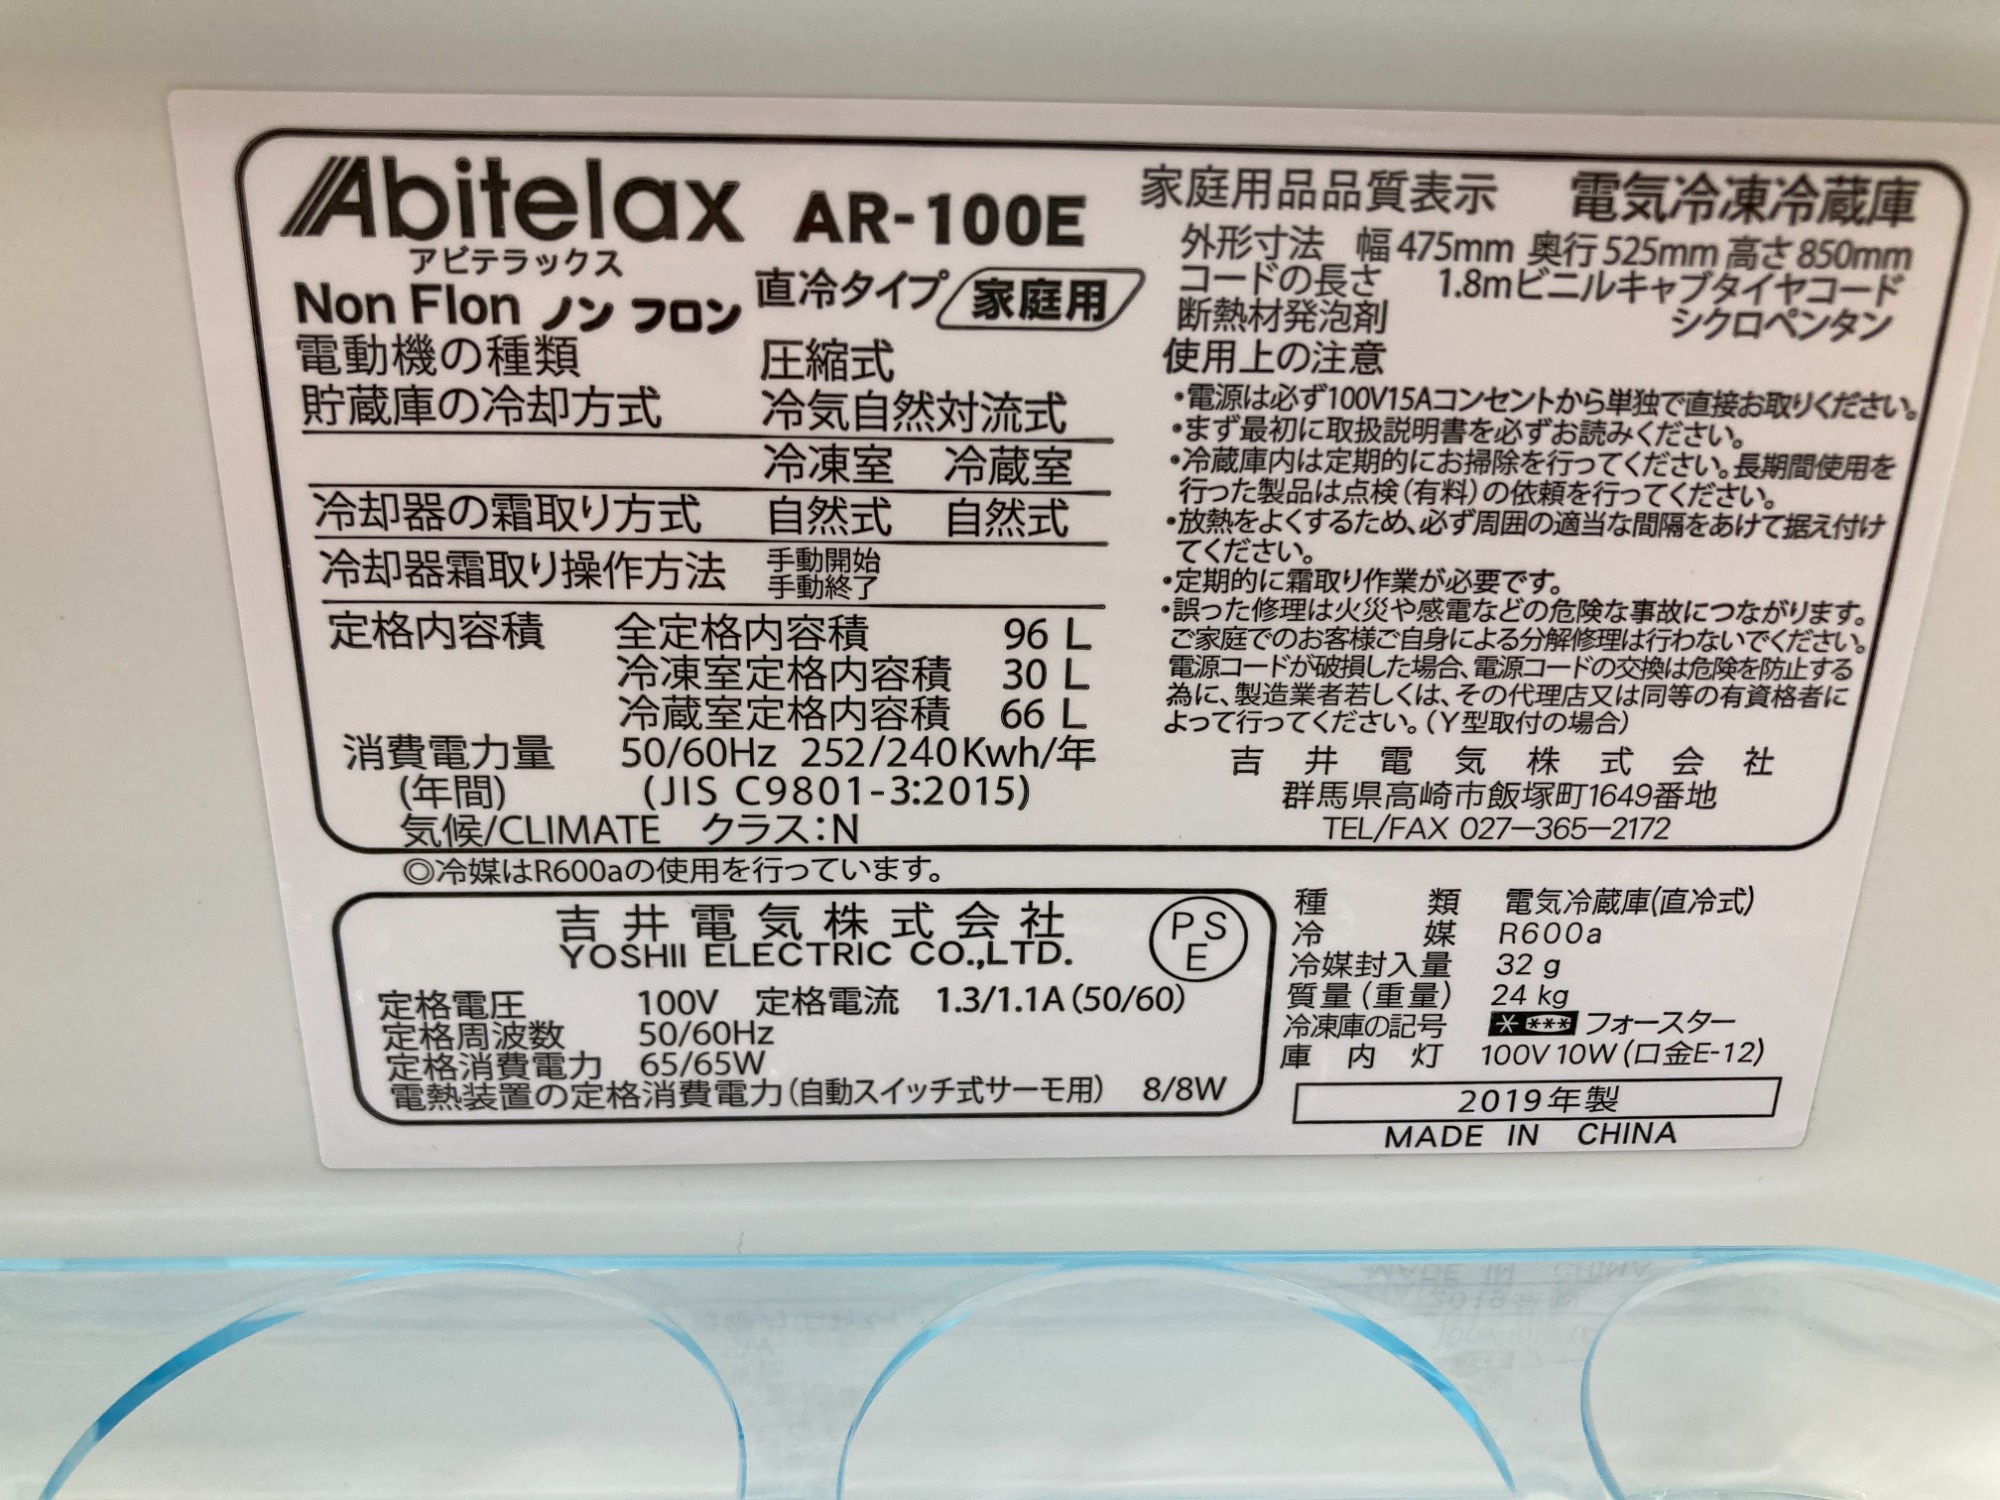 Abitelax AR-100E
アビテラックス
Non Flon ノン フロン 直冷タイプ 家庭用
電動機の種類 圧縮式
貯蔵庫の冷却方式 冷気自然対流式
冷凍室 冷蔵室
冷却器の霜取り方式 自然式 自然式
冷却器霜取り操作方法 手動開始
手動終了
定格内容積 全定格内容積 96 L
冷凍室定格内容積 30 L
冷蔵室定格内容積 66 L
消費電力量 50/60Hz 252/240Kwh/年
(年間) (JIS C9801-3:2015)
気候/CLIMATE クラス:N
家庭用品品質表示 電気冷凍冷蔵庫
外形寸法 幅475mm 奥行525mm 高さ850mm
コードの長さ 1.8mビニルキャブタイヤコード
断熱材発泡剤 シクロペンタン
使用上の注意
・電源は必ず100V15Aコンセントから単独で直接お取りください。
・まず最初に取扱説明書を必ずお読みください。
・冷蔵庫内は定期的にお掃除を行ってください。長期間使用を
行った製品は点検(有料)の依頼を行ってください。
・放熱をよくするため、必ず周囲の適当な間隔をあけて据え付け
てください。
・定期的に霜取り作業が必要です。
・誤った修理は火災や感電などの危険な事故につながります。
ご家庭でのお客様ご自身による分解修理は行わないでください。
電源コードが破損した場合、電源コードの交換は危険を防止する
為に、製造業者若しくは、その代理店又は同等の有資格者に
よって行ってください。(Y型取付の場合)
吉井電気株式会社
群馬県高崎市飯塚町1649番地
TEL/FAX 027-365-2172
◎冷媒はR600aの使用を行っています。
吉井電気株式会社
YOSHII ELECTRIC CO.,LTD.
PS
E
定格電圧 100V 定格電流 1.3/1.1A(50/60)
定格周波数 50/60Hz
定格消費電力 65/65W
電熱装置の定格消費電力(自動スイッチ式サーモ用) 8/8W
種類 電気冷蔵庫(直冷式)
冷媒 R600a
冷媒封入量 32 g
質量(重量) 24 kg
冷凍庫の記号 * *** フォースター
庫内灯 100V 10W(口金E-12)
2019年製
MADE IN CHINA